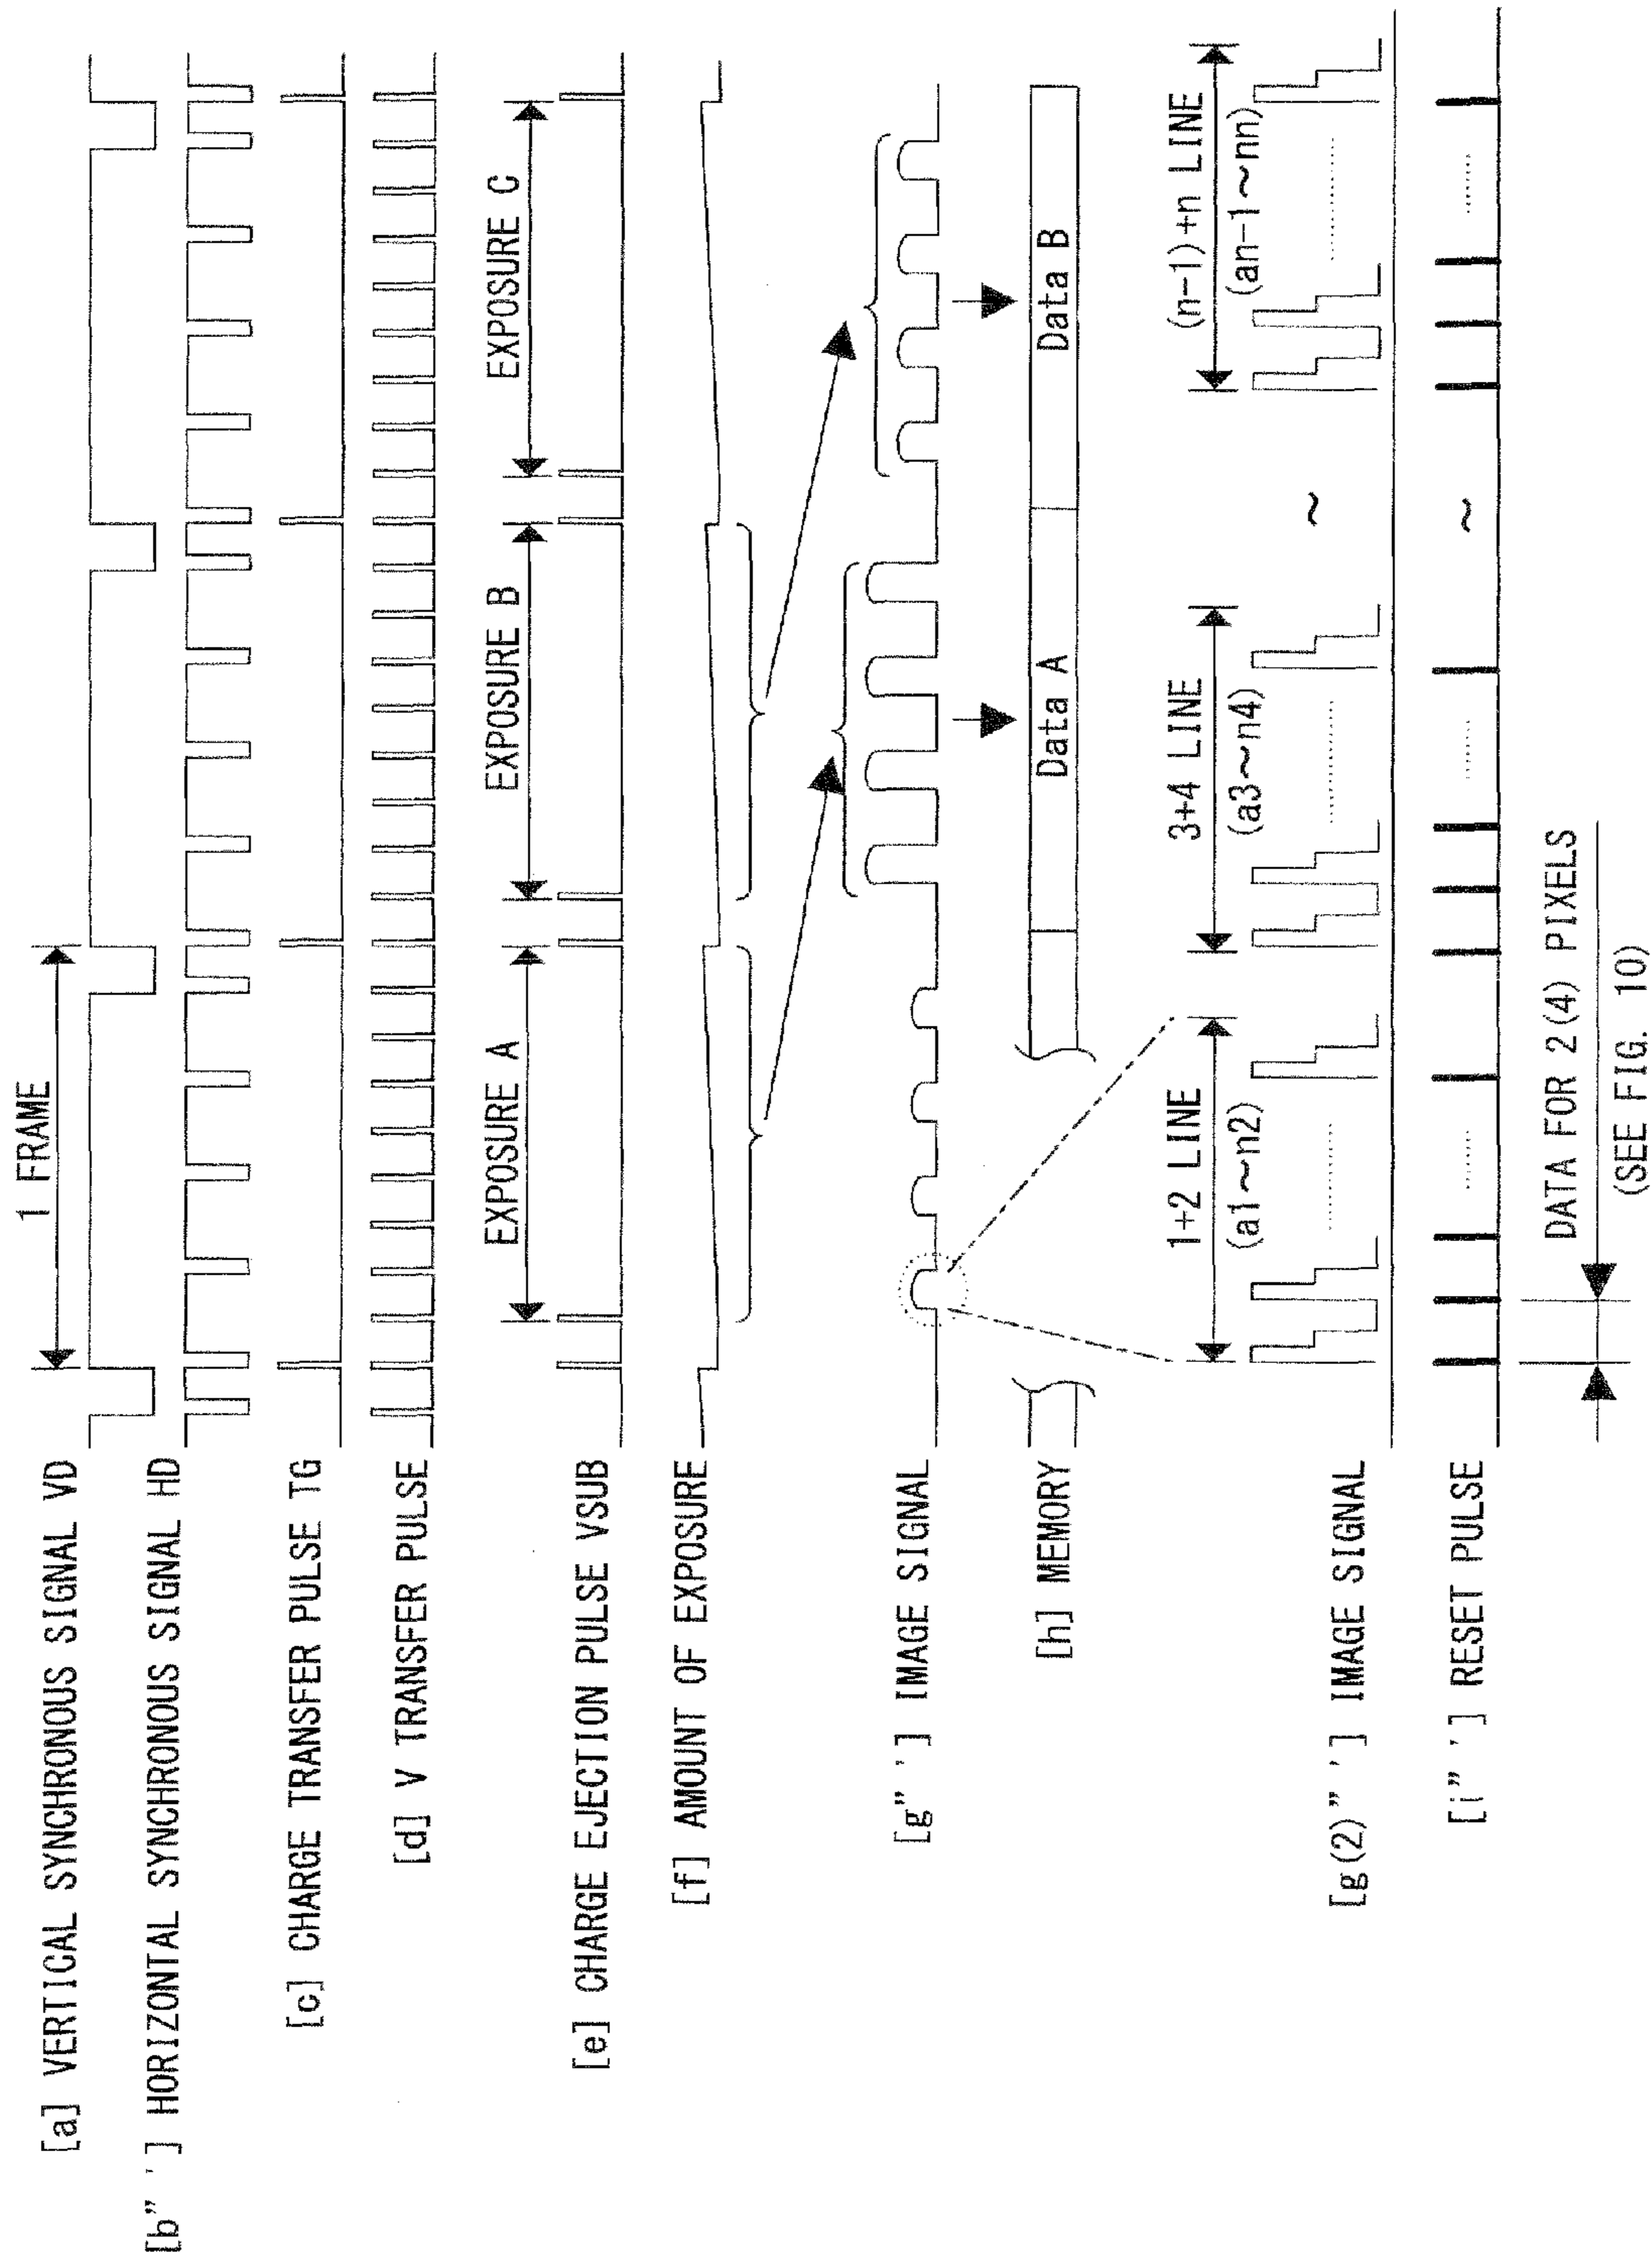 1 FRAME
[a] VERTICAL SYNCHRONOUS SIGNAL VD
[b”’] HORIZONTAL SYNCHRONOUS SIGNAL HD
[c] CHARGE TRANSFER PULSE TG
[d] V TRANSFER PULSE
EXPOSURE A
EXPOSURE B
EXPOSURE C
[e] CHARGE EJECTION PULSE VSUB
[f] AMOUNT OF EXPOSURE
[g”’] IMAGE SIGNAL
[h] MEMORY
Data A
Data B
1+2 LINE
(a1~n2)
3+4 LINE
(a3~n4)
(n-1)+n LINE
(an-1~nn)
~
[g(2)”’] IMAGE SIGNAL
~
[i”’] RESET PULSE
DATA FOR 2(4) PIXELS
(SEE FIG. 10)